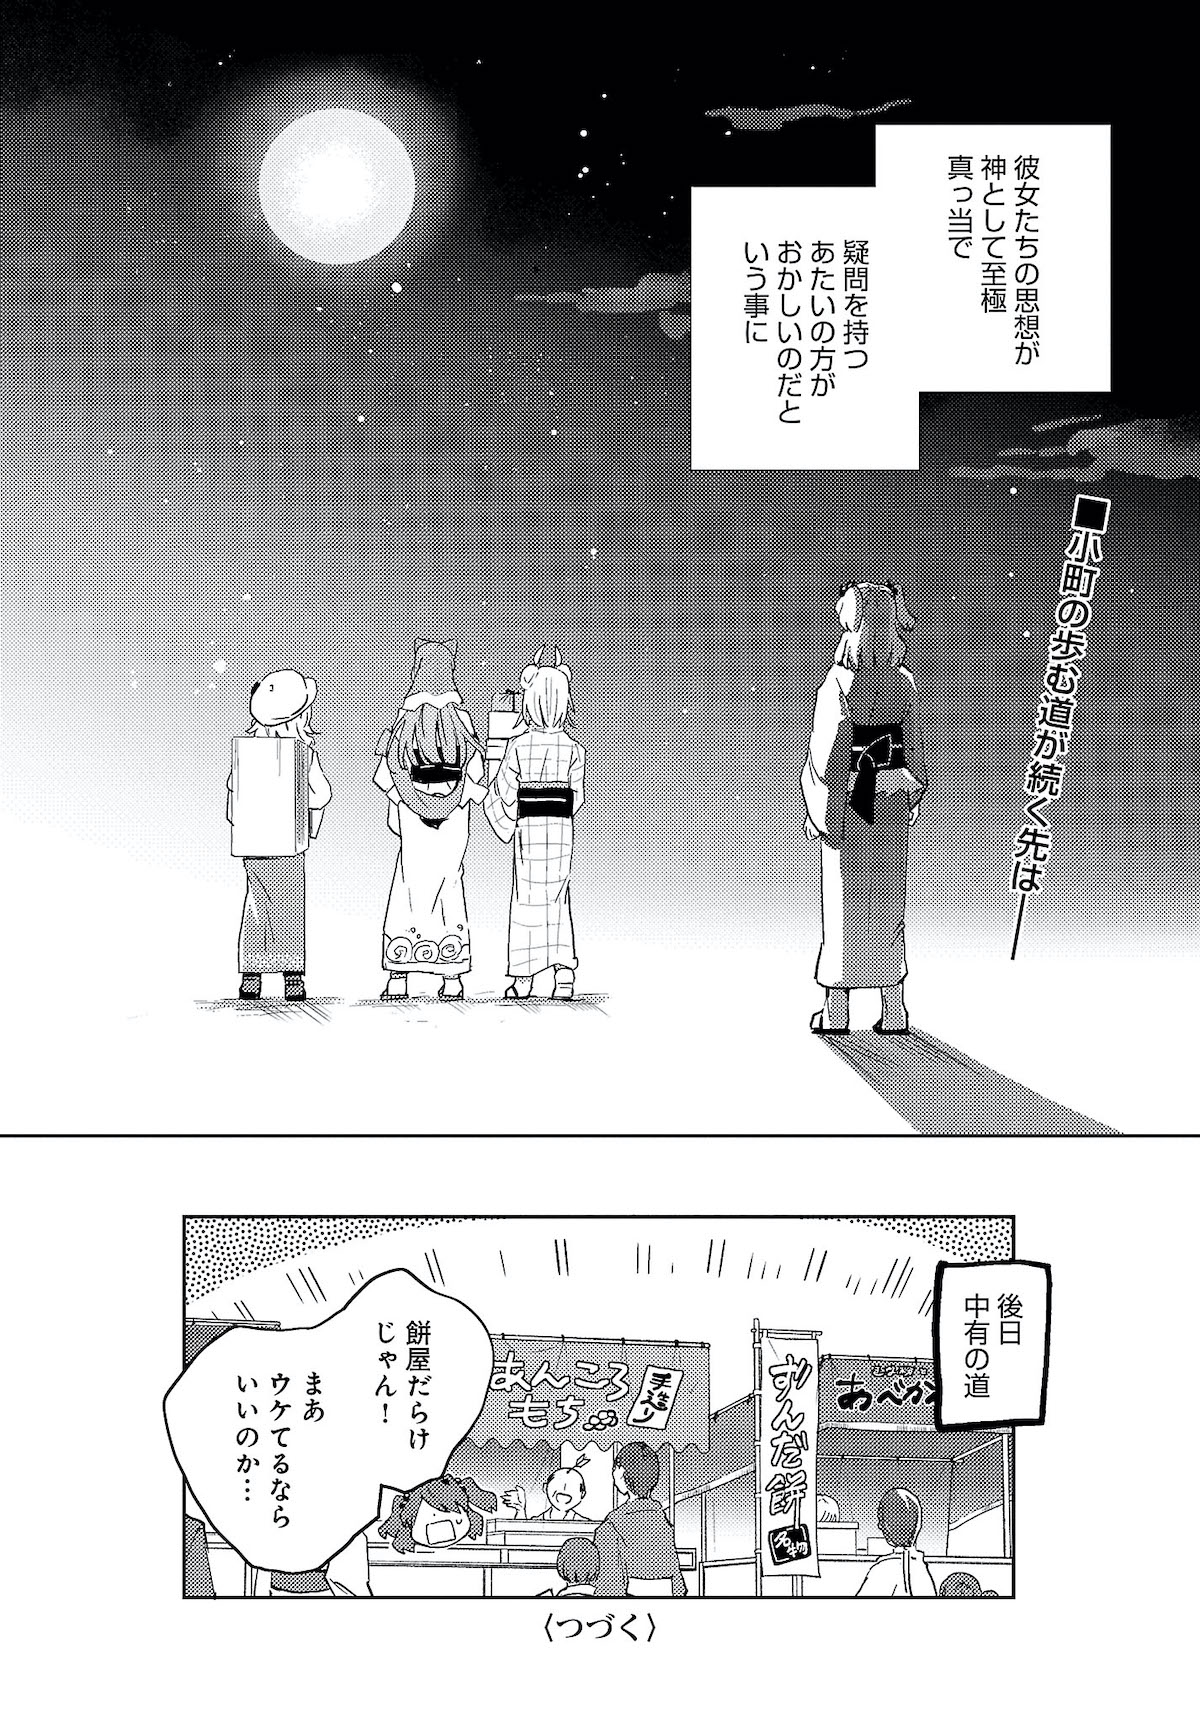 彼女たちの思想が
神として至極
真っ当で
疑問を持つ
あたいの方が
おかしいのだと
いう事に
■小町の歩む道が続く先は――
後日
中有の道
あべかわ
ずんだ餅
名物
あんころ
もち
手造り
餅屋だらけ
じゃん！
まあ
ウケてるなら
いいのか…
〈つづく〉